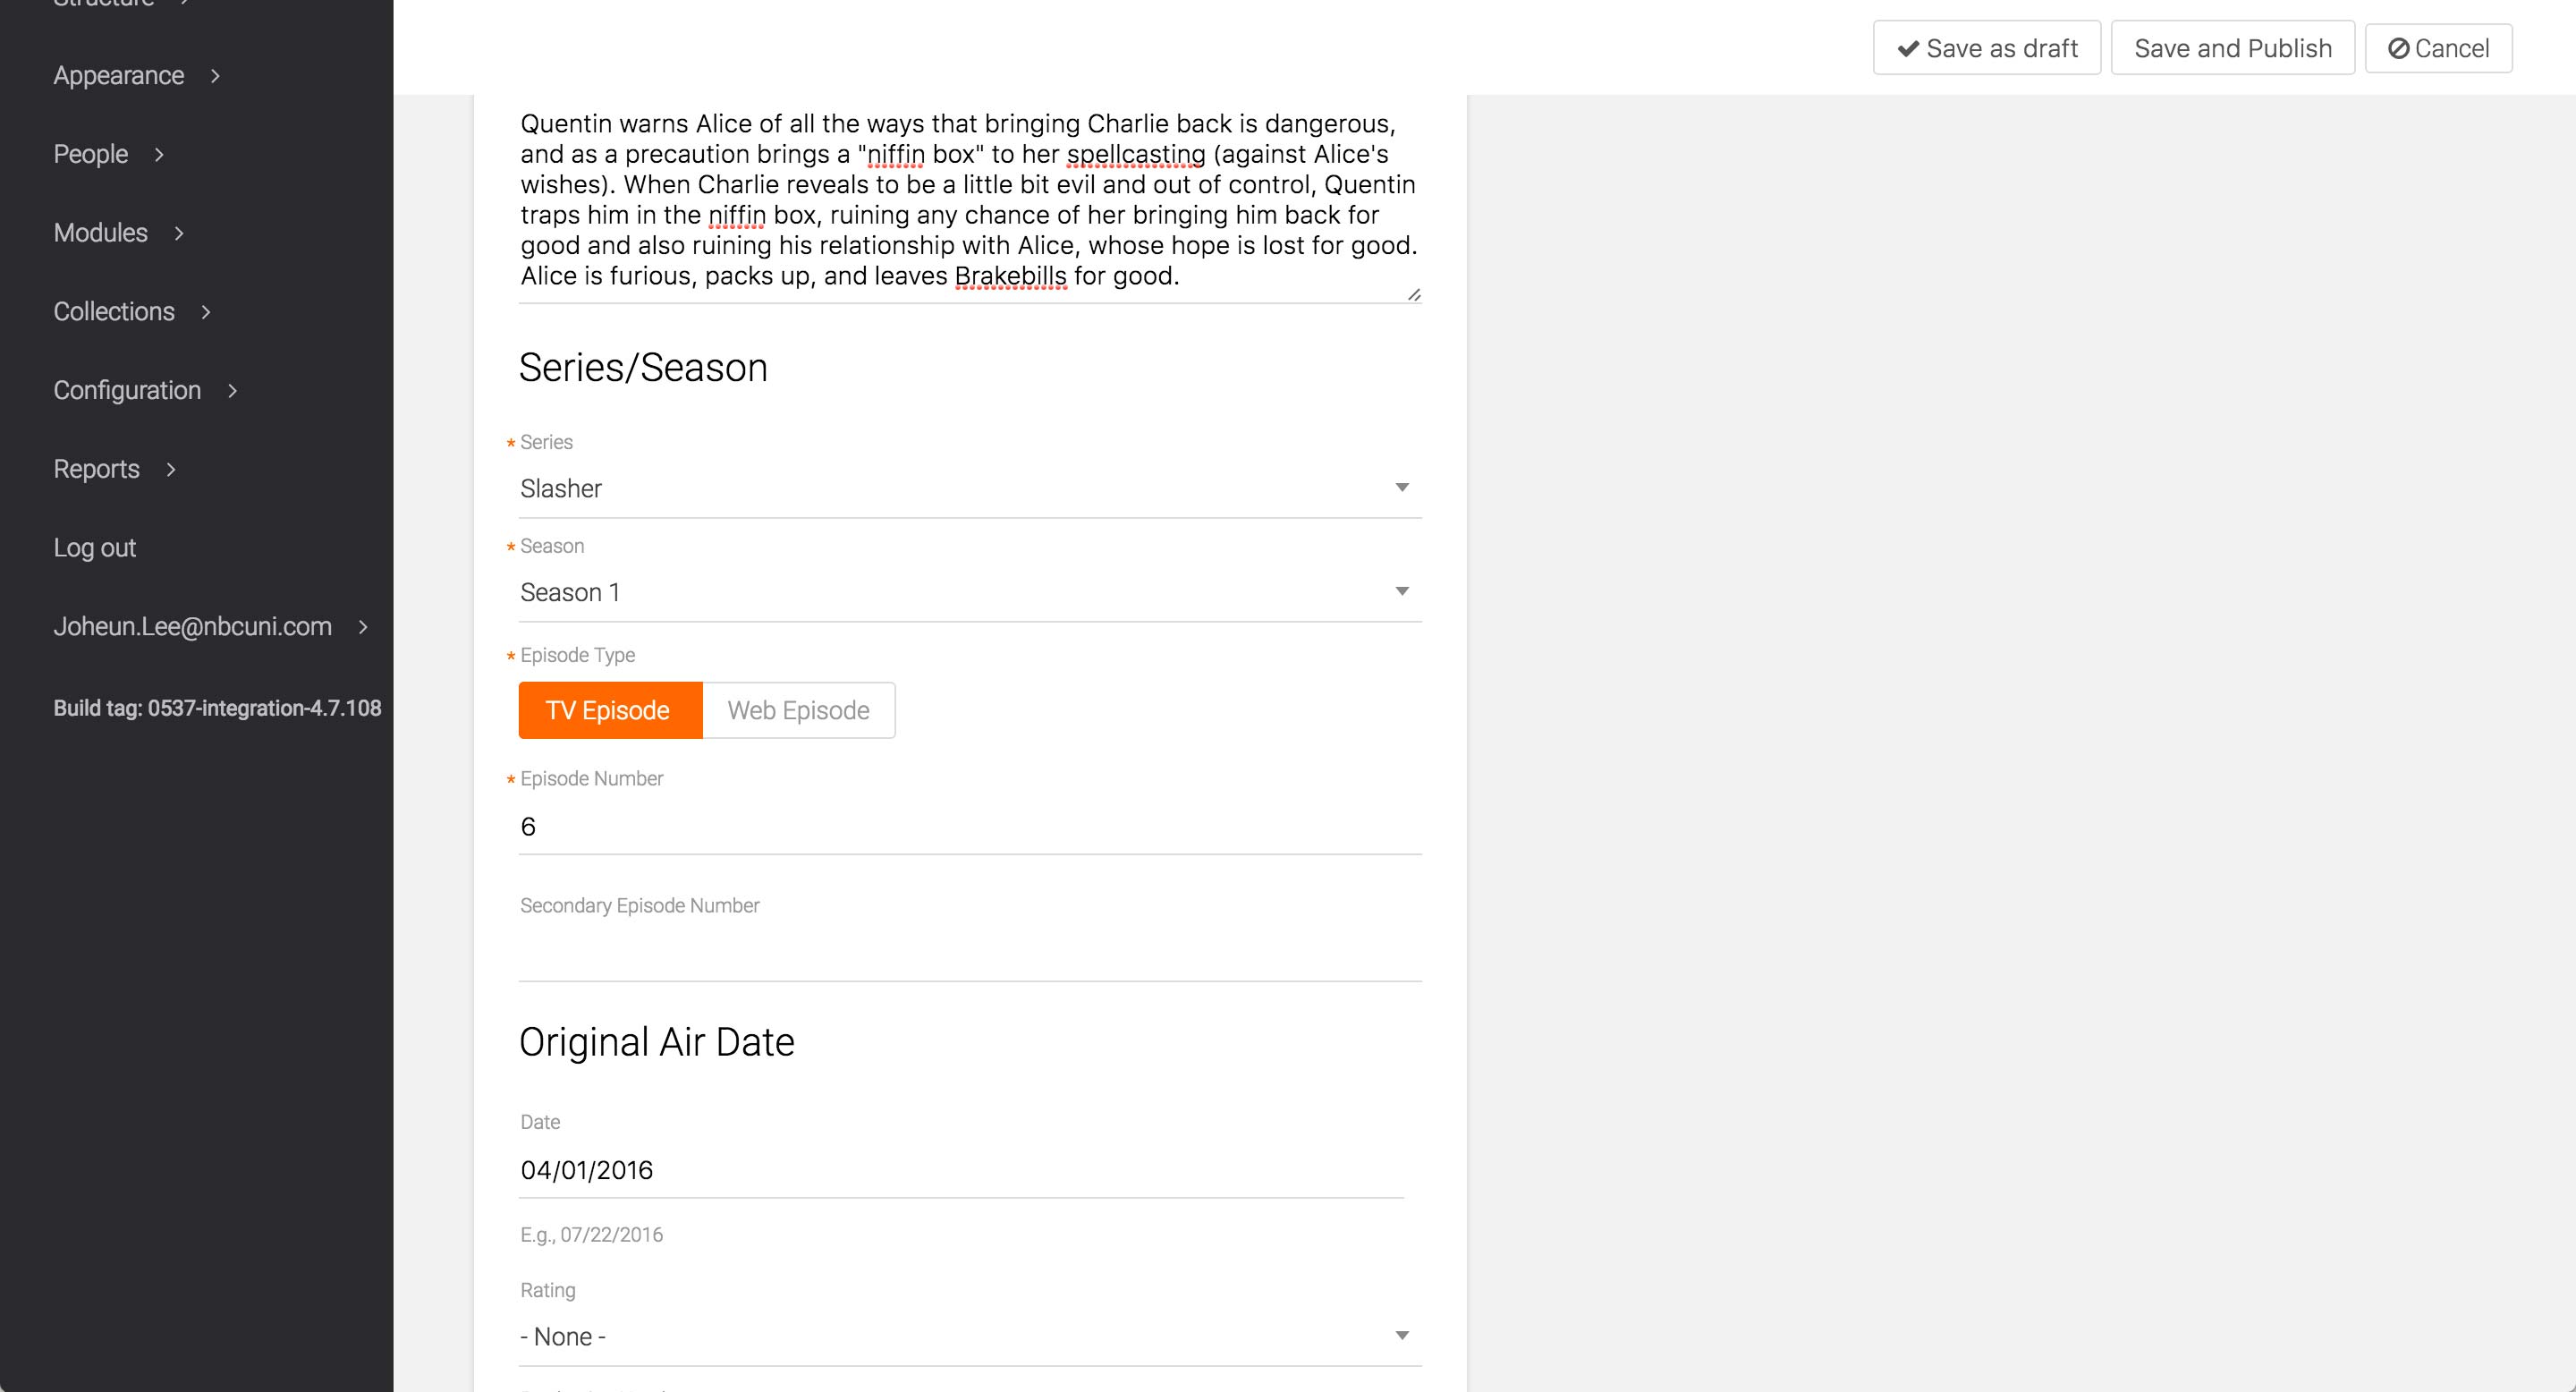 Structure
Appearance
People
Modules
Collections
Configuration
Reports
Log out
Joheun.Lee@nbcuni.com
Build tag: 0537-integration-4.7.108
Save as draft
Save and Publish
Cancel
Quentin warns Alice of all the ways that bringing Charlie back is dangerous,
and as a precaution brings a "niffin box" to her spellcasting (against Alice's
wishes). When Charlie reveals to be a little bit evil and out of control, Quentin
traps him in the niffin box, ruining any chance of her bringing him back for
good and also ruining his relationship with Alice, whose hope is lost for good.
Alice is furious, packs up, and leaves Brakebills for good.
Series/Season
* Series
Slasher
* Season
Season 1
* Episode Type
TV Episode
Web Episode
* Episode Number
6
Secondary Episode Number
Original Air Date
Date
04/01/2016
E.g., 07/22/2016
Rating
- None -